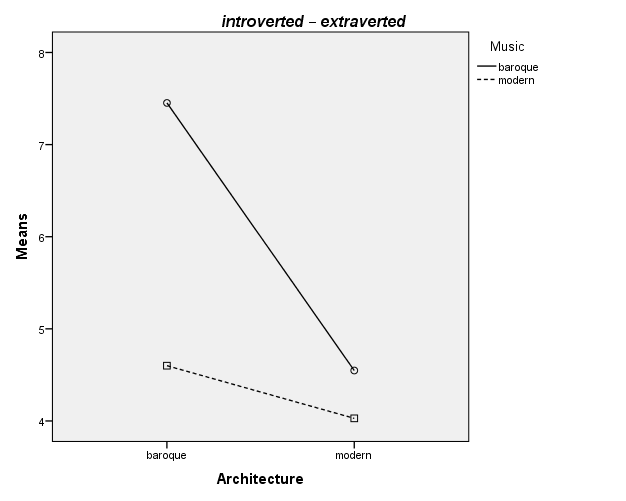 introverted – extraverted
Music
baroque
modern
8
7
6
5
4
Means
baroque modern
Architecture